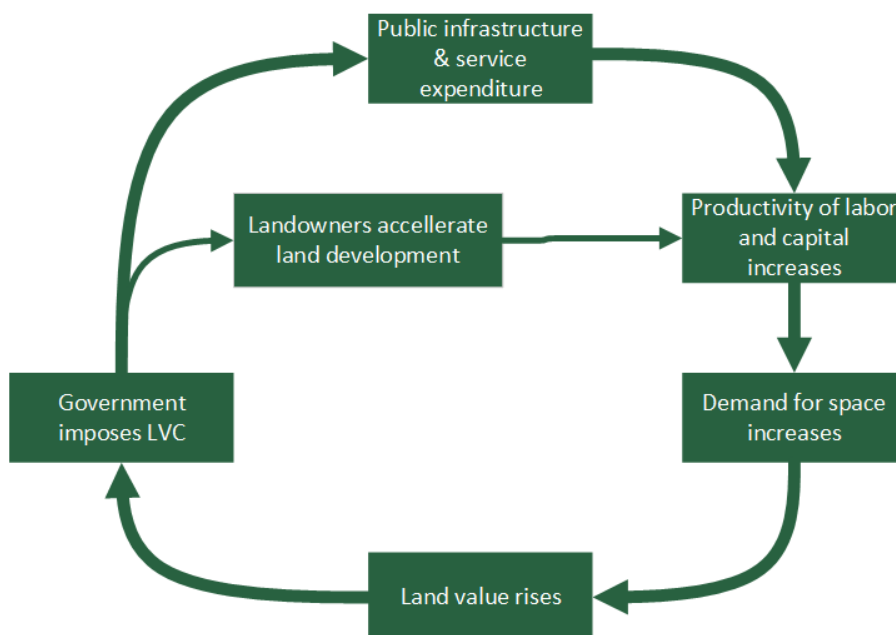 Public infrastructure
& service
expenditure
Landowners accellerate
land development
Productivity of labor
and capital
increases
Government
imposes LVC
Demand for space
increases
Land value rises